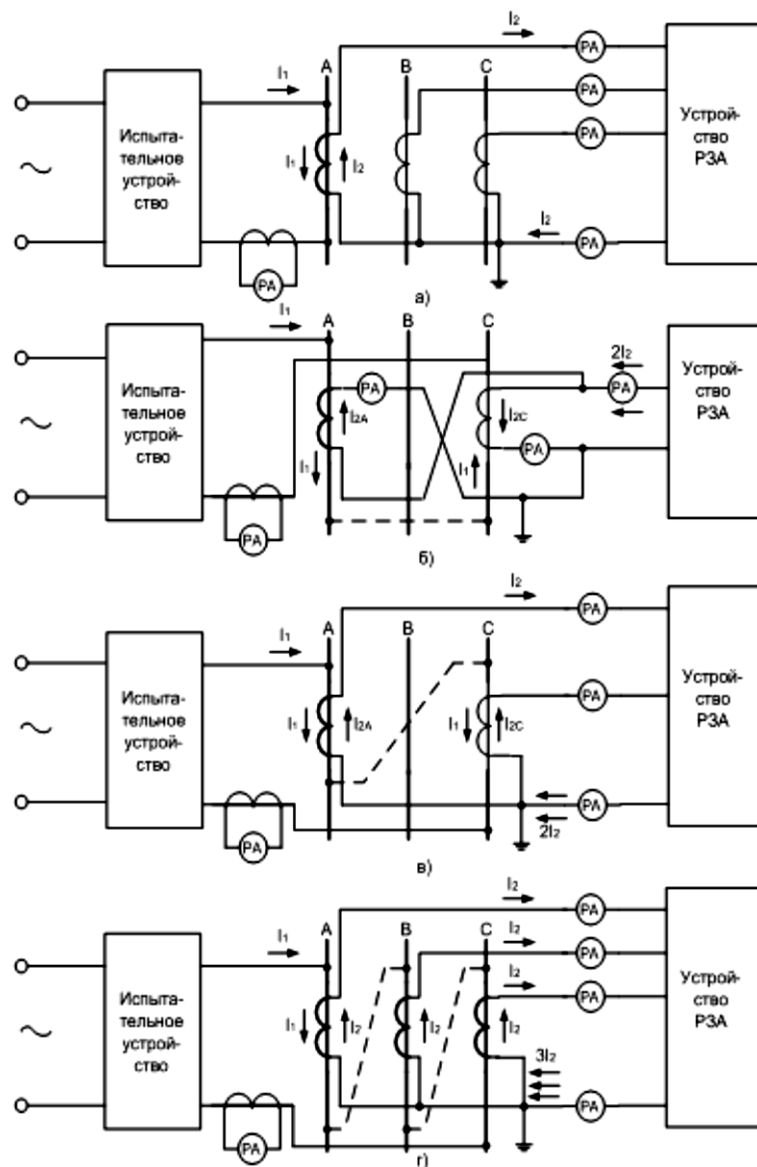 I₂
PA
A
B
C
I₁
PA
Испыта-
тельное
устрой-
ство
PA
Устрой-
ство
РЗА
I₁
I₂
I₂
PA
PA
а)
I₁
A
B
C
2I₂
PA
PA
Испыта-
тельное
устрой-
ство
I₂A
I₂C
Устрой-
ство
РЗА
I₁
I₁
PA
PA
б)
I₂
PA
A
B
C
I₁
Испыта-
тельное
устрой-
ство
PA
Устрой-
ство
РЗА
I₁
I₂A
I₁
I₂C
PA
2I₂
PA
в)
I₂
PA
A
B
C
I₂
I₁
PA
I₂
PA
Испыта-
тельное
устрой-
ство
I₁
I₂
I₂
I₂
Устрой-
ство
РЗА
3I₂
PA
PA
г)